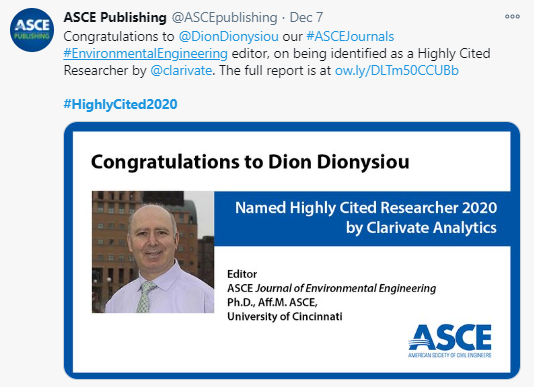 ASCE Publishing @ASCEpublishing · Dec 7
Congratulations to @DionDionysiou our #ASCEJournals
#EnvironmentalEngineering editor, on being identified as a Highly Cited
Researcher by @clarivate. The full report is at ow.ly/DLTm50CCUBb
#HighlyCited2020
ASCE
PUBLISHING
Congratulations to Dion Dionysiou
Named Highly Cited Researcher 2020
by Clarivate Analytics
Editor
ASCE Journal of Environmental Engineering
Ph.D., Aff.M. ASCE,
University of Cincinnati
ASCE
AMERICAN SOCIETY OF CIVIL ENGINEERS